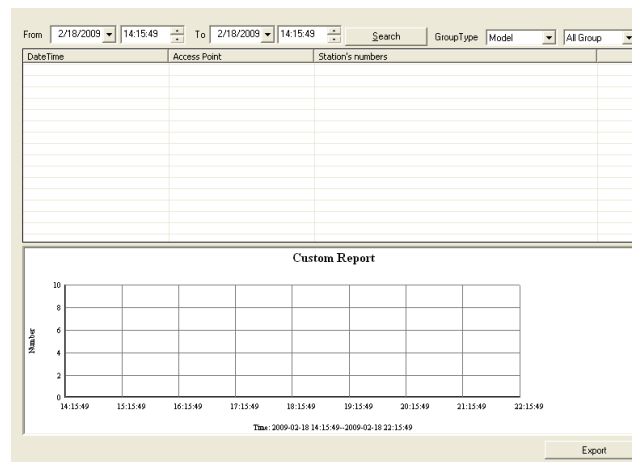 From 2/18/2009 14:15:49 To 2/18/2009 14:15:49 Search GroupType Model All Group
DateTime Access Point Station's numbers
Custom Report
10
8
6
4
2
0
Number
14:15:49 15:15:49 16:15:49 17:15:49 18:15:49 19:15:49 20:15:49 21:15:49 22:15:49
Time: 2009-02-18 14:15:49--2009-02-18 22:15:49
Export